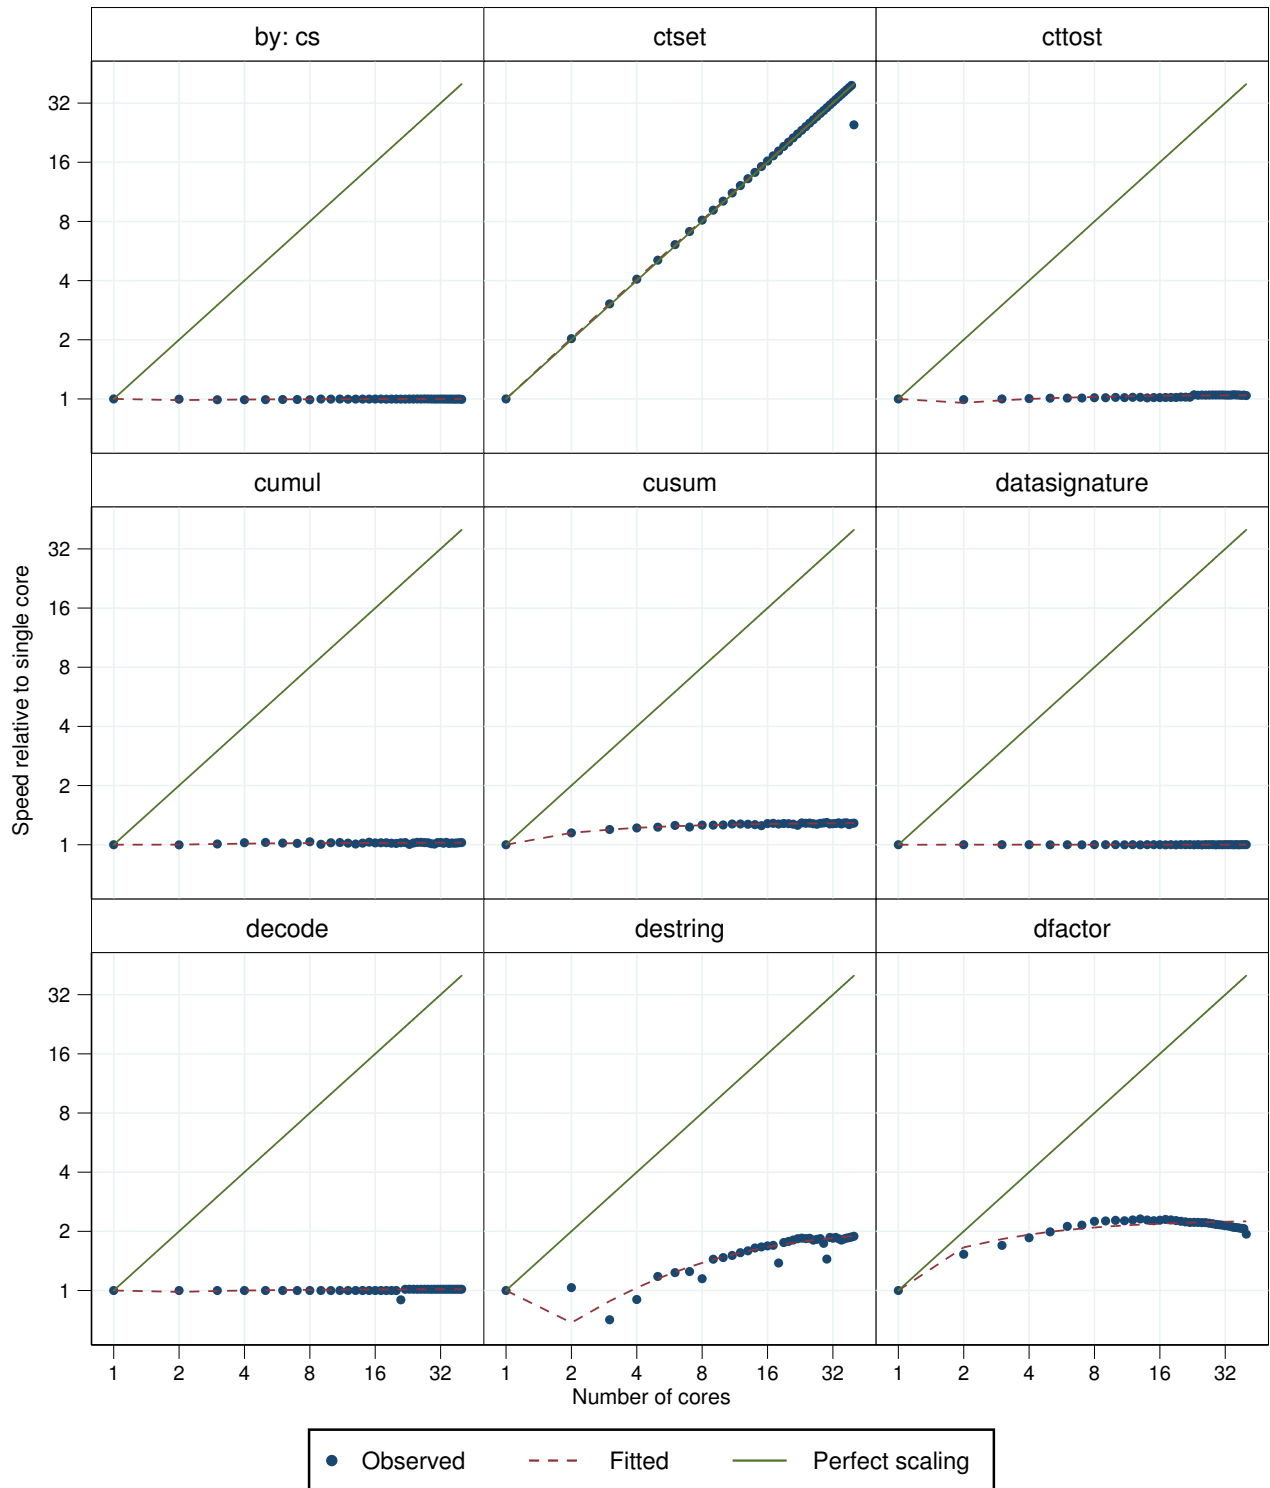 by: cs
ctset
cttost
32
16
8
4
2
1
cumul
cusum
datasignature
32
16
8
4
2
1
Speed relative to single core
decode
destring
dfactor
32
16
8
4
2
1
1 2 4 8 16 32
1 2 4 8 16 32
1 2 4 8 16 32
Number of cores
Observed
Fitted
Perfect scaling